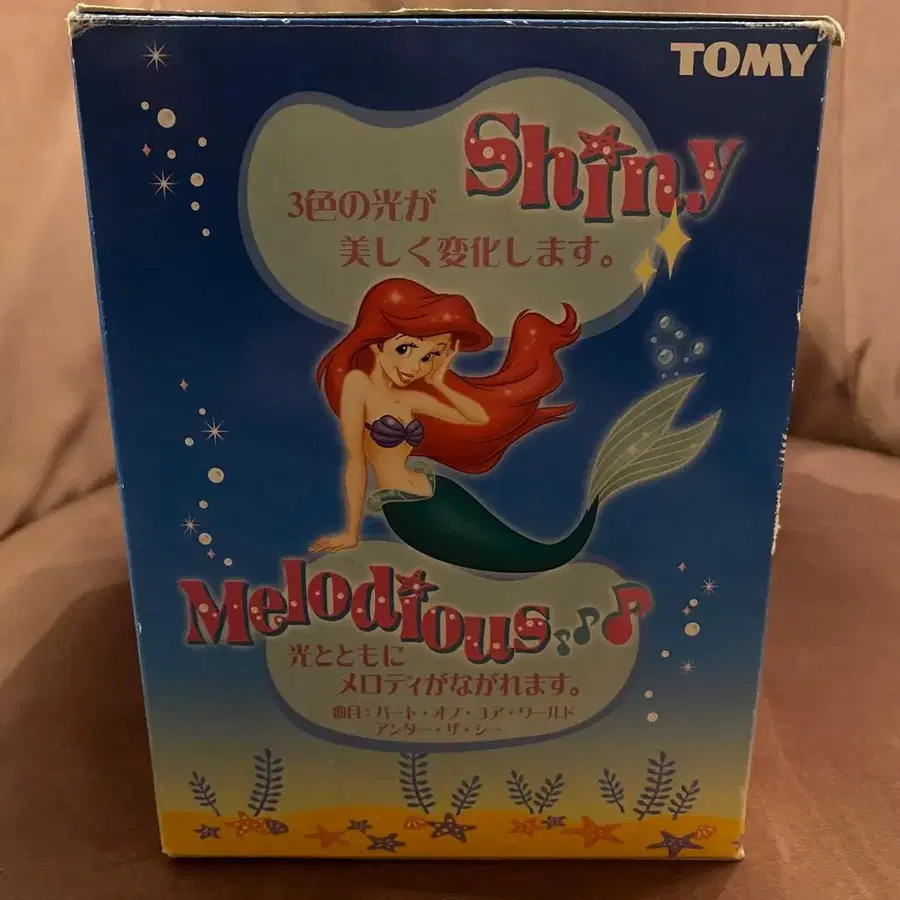 TOMY
Shiny
3色の光が
美しく変化します。
Melodious
光とともに
メロディがながれます。
曲目：パート・オブ・ユア・ワールド
アンダー・ザ・シー